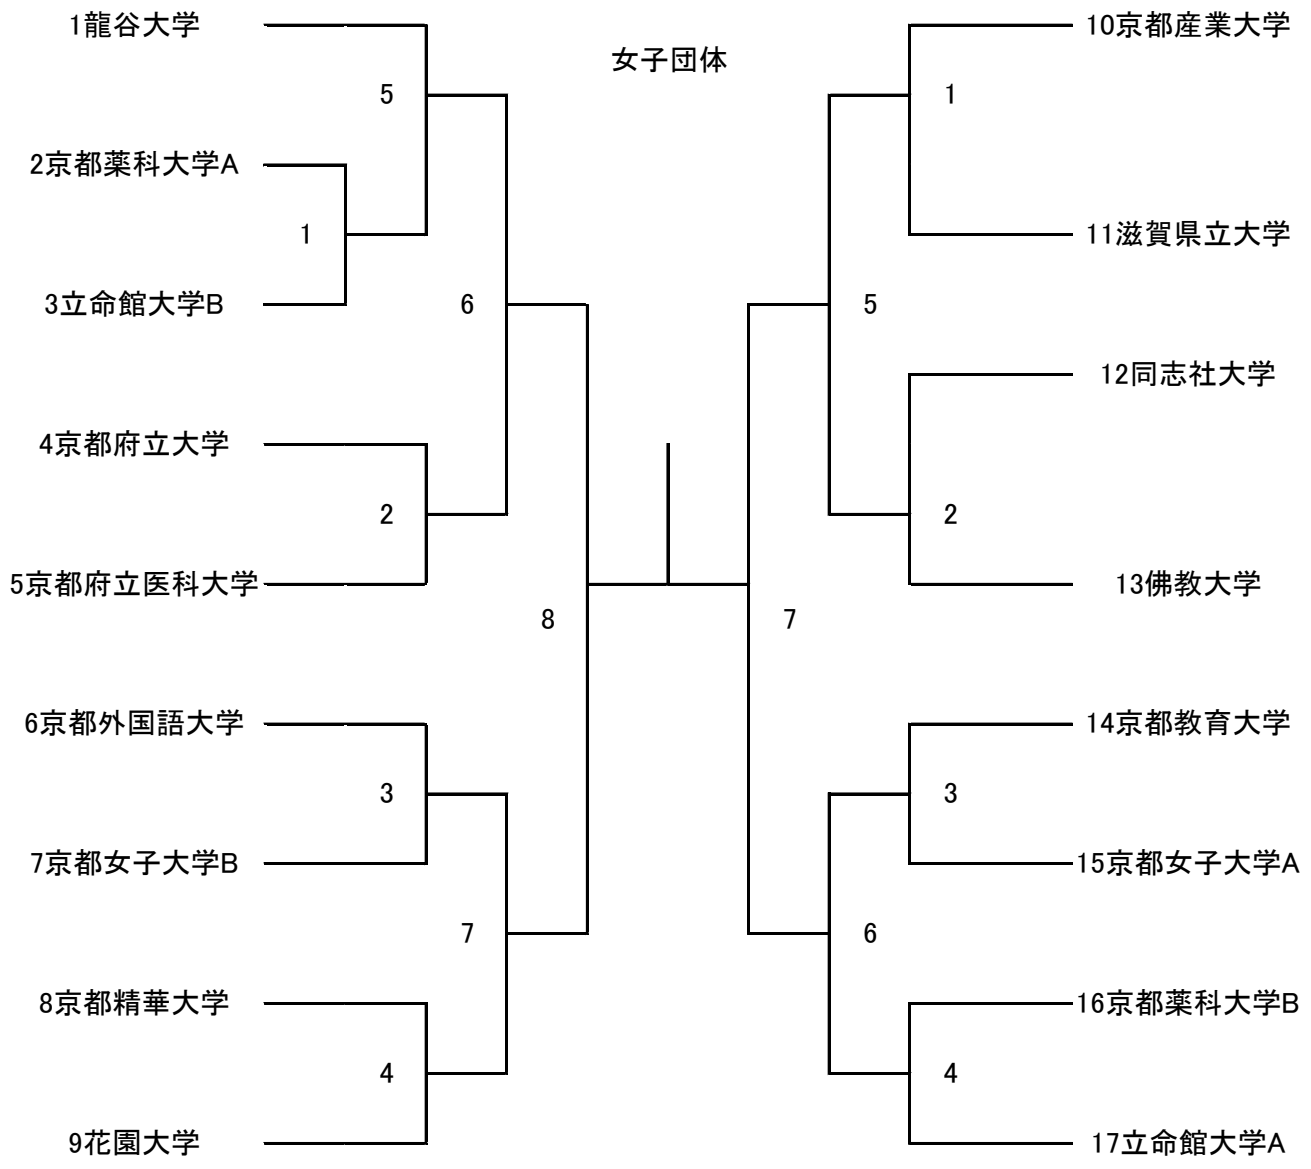 女子団体
1龍谷大学
5
2京都薬科大学A
1
3立命館大学B
6
4京都府立大学
2
5京都府立医科大学
8
6京都外国語大学
3
7京都女子大学B
7
8京都精華大学
4
9花園大学
10京都産業大学
1
11滋賀県立大学
5
12同志社大学
2
13佛教大学
7
14京都教育大学
3
15京都女子大学A
6
16京都薬科大学B
4
17立命館大学A